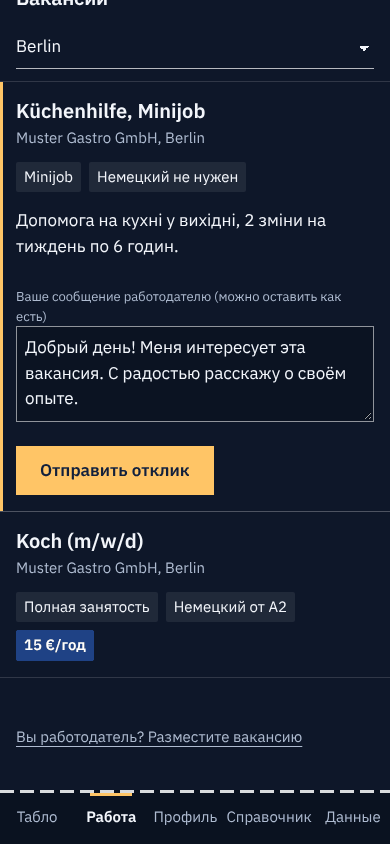 Berlin
Küchenhilfe, Minijob
Muster Gastro GmbH, Berlin
Minijob
Немецкий не нужен
Допомога на кухні у вихідні, 2 зміни на
тиждень по 6 годин.
Ваше сообщение работодателю (можно оставить как
есть)
Добрый день! Меня интересует эта
вакансия. С радостью расскажу о своём
опыте.
Отправить отклик
Koch (m/w/d)
Muster Gastro GmbH, Berlin
Полная занятость
Немецкий от A2
15 €/год
Вы работодатель? Разместите вакансию
Табло
Работа
Профиль
Справочник
Данные